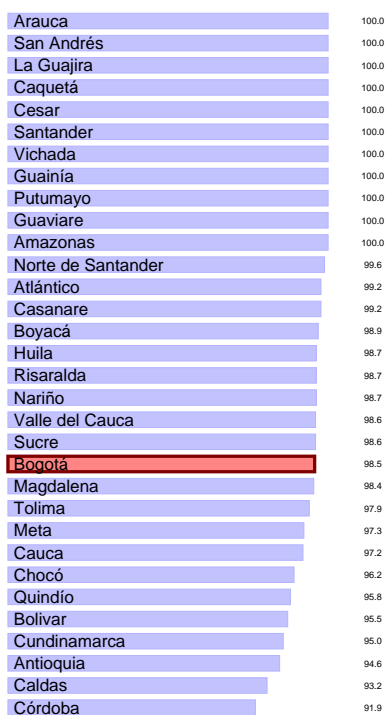 Arauca 100.0
San Andrés 100.0
La Guajira 100.0
Caquetá 100.0
Cesar 100.0
Santander 100.0
Vichada 100.0
Guainía 100.0
Putumayo 100.0
Guaviare 100.0
Amazonas 100.0
Norte de Santander 99.6
Atlántico 99.2
Casanare 99.2
Boyacá 98.9
Huila 98.7
Risaralda 98.7
Nariño 98.7
Valle del Cauca 98.6
Sucre 98.6
Bogotá 98.5
Magdalena 98.4
Tolima 97.9
Meta 97.3
Cauca 97.2
Chocó 96.2
Quindío 95.8
Bolivar 95.5
Cundinamarca 95.0
Antioquia 94.6
Caldas 93.2
Córdoba 91.9